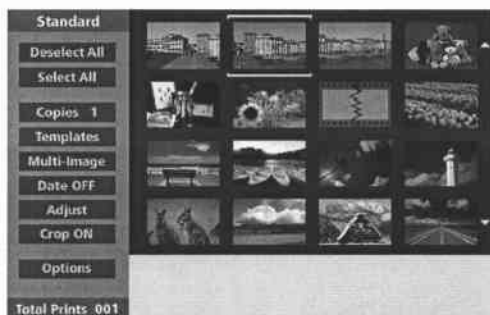 Standard
Deselect All
Select All
Copies 1
Templates
Multi-Image
Date OFF
Adjust
Crop ON
Options
Total Prints 001